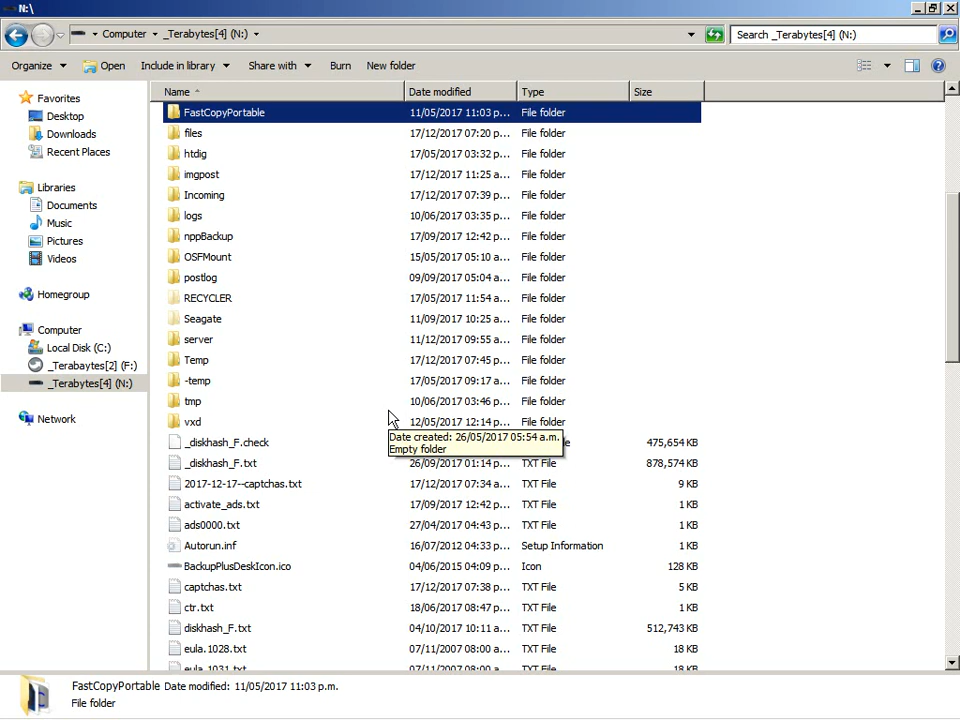 N:\
Computer _Terabytes[4] (N:)
Search _Terabytes[4] (N:)
Organize Open Include in library Share with Burn New folder
Name Date modified Type Size
Favorites
Desktop
Downloads
Recent Places
Libraries
Documents
Music
Pictures
Videos
Homegroup
Computer
Local Disk (C:)
_Terabaytes[2] (F:)
_Terabytes[4] (N:)
Network
FastCopyPortable 11/05/2017 11:03 p.m. File folder
files 17/12/2017 07:20 p... File folder
htdig 17/05/2017 03:32 p... File folder
imgpost 17/12/2017 11:25 a... File folder
Incoming 17/12/2017 07:39 p... File folder
logs 10/06/2017 03:35 p... File folder
nppBackup 17/09/2017 12:42 p... File folder
OSFMount 15/05/2017 05:10 a... File folder
postlog 09/09/2017 05:04 a... File folder
RECYCLER 17/05/2017 11:54 a... File folder
Seagate 11/09/2017 10:25 a... File folder
server 11/12/2017 09:55 a... File folder
Temp 17/12/2017 07:45 p... File folder
-temp 17/05/2017 09:17 a... File folder
tmp 10/06/2017 03:46 p... File folder
vxd 12/05/2017 12:14 p... File folder
Date created: 26/05/2017 05:54 a.m.
Empty folder
_diskhash_F.check 475,654 KB
_diskhash_F.txt 26/09/2017 01:14 p... TXT File 878,574 KB
2017-12-17--captchas.txt 17/12/2017 07:34 a... TXT File 9 KB
activate_ads.txt 17/09/2017 12:42 p... TXT File 1 KB
ads0000.txt 27/04/2017 04:43 p... TXT File 1 KB
Autorun.inf 16/07/2012 04:33 p... Setup Information 1 KB
BackupPlusDeskIcon.ico 04/06/2015 04:09 p... Icon 128 KB
captchas.txt 17/12/2017 07:38 p... TXT File 5 KB
ctr.txt 18/06/2017 08:47 p... TXT File 1 KB
diskhash_F.txt 04/10/2017 10:11 a... TXT File 512,743 KB
eula.1028.txt 07/11/2007 08:00 a... TXT File 18 KB
eula.1031.txt 07/11/2007 08:00 a... TXT File 18 KB
FastCopyPortable Date modified: 11/05/2017 11:03 p.m.
File folder